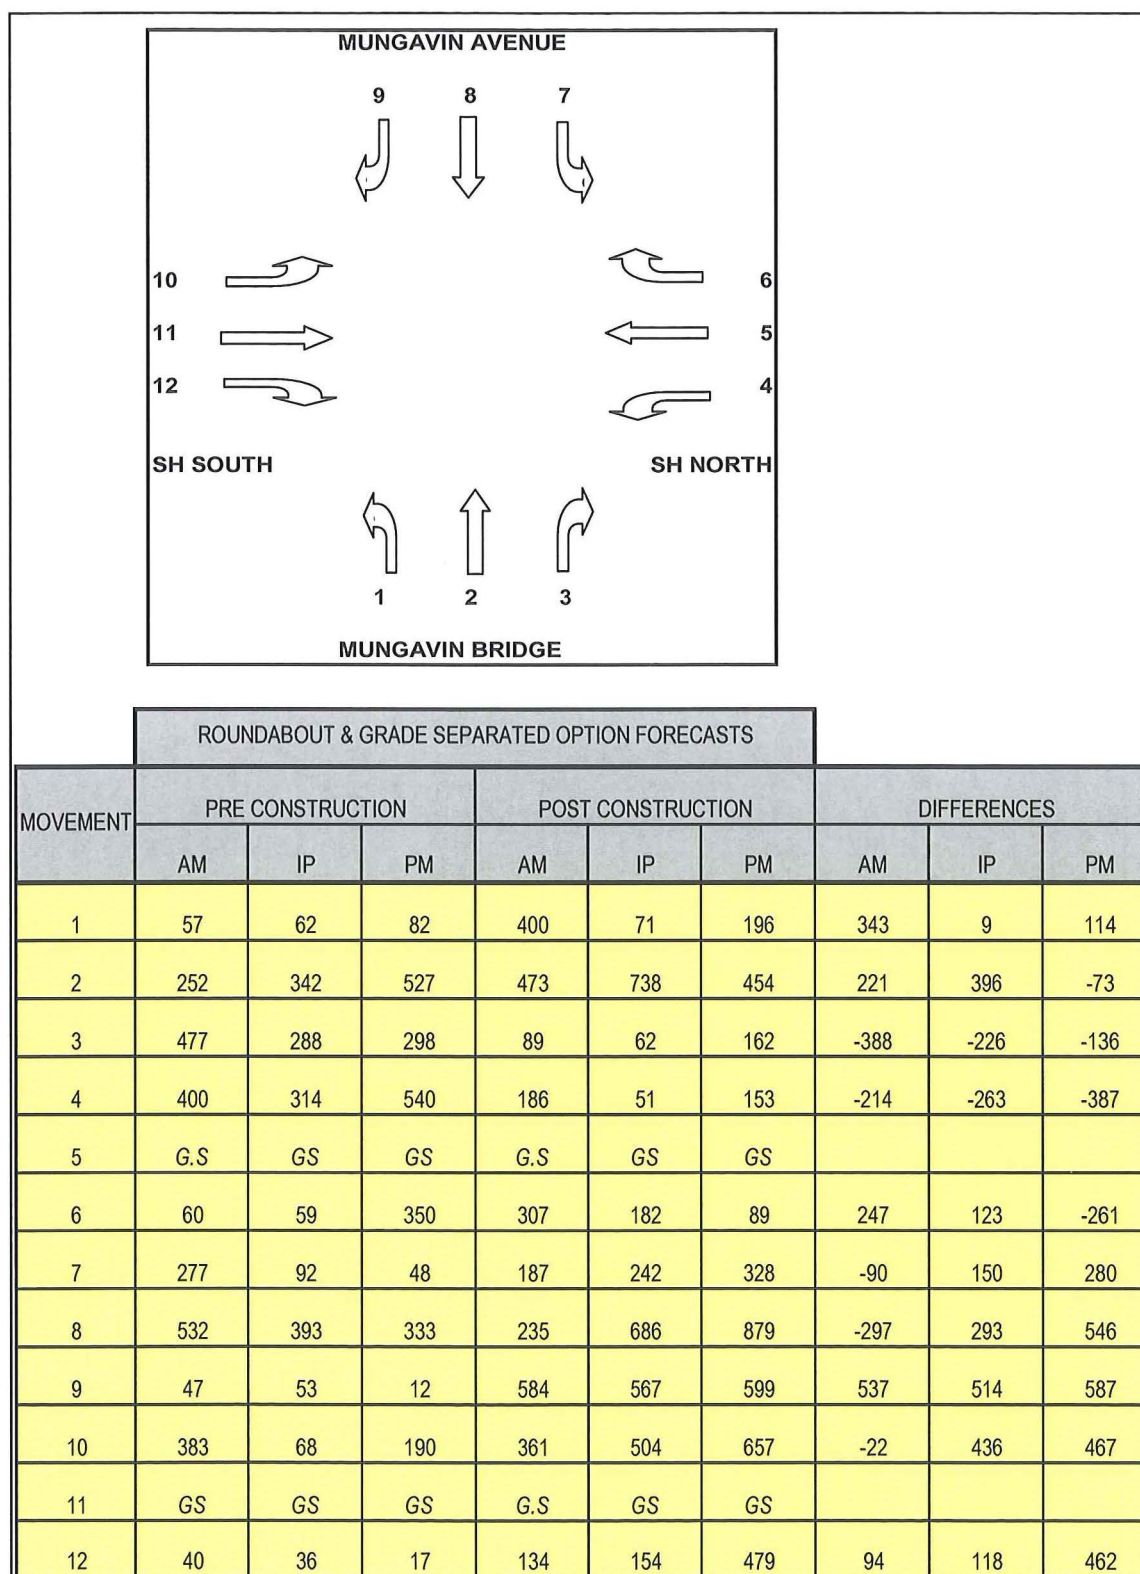 MUNGAVIN AVENUE
9 8 7
10 6
11 5
12 4
SH SOUTH SH NORTH
1 2 3
MUNGAVIN BRIDGE
ROUNDABOUT & GRADE SEPARATED OPTION FORECASTS
MOVEMENT PRE CONSTRUCTION POST CONSTRUCTION DIFFERENCES
AM IP PM AM IP PM AM IP PM
1 57 62 82 400 71 196 343 9 114
2 252 342 527 473 738 454 221 396 -73
3 477 288 298 89 62 162 -388 -226 -136
4 400 314 540 186 51 153 -214 -263 -387
5 G.S GS GS G.S GS GS
6 60 59 350 307 182 89 247 123 -261
7 277 92 48 187 242 328 -90 150 280
8 532 393 333 235 686 879 -297 293 546
9 47 53 12 584 567 599 537 514 587
10 383 68 190 361 504 657 -22 436 467
11 GS GS GS G.S GS GS
12 40 36 17 134 154 479 94 118 462